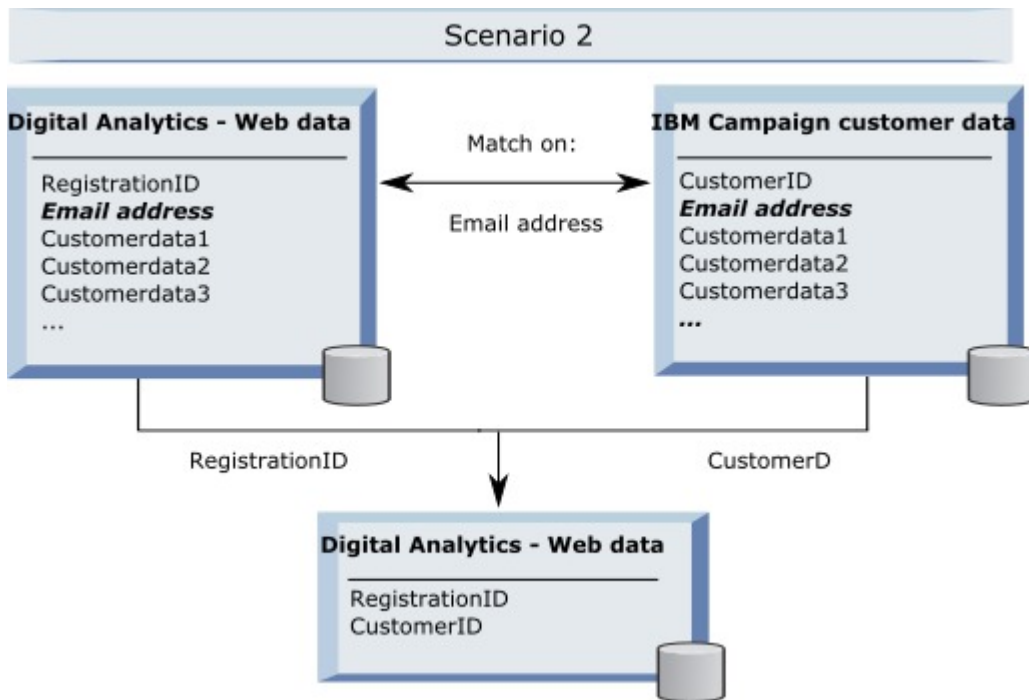 Scenario 2
Digital Analytics - Web data
RegistrationID
Email address
Customerdata1
Customerdata2
Customerdata3
...
Match on:
Email address
IBM Campaign customer data
CustomerID
Email address
Customerdata1
Customerdata2
Customerdata3
...
RegistrationID
CustomerD
Digital Analytics - Web data
RegistrationID
CustomerID